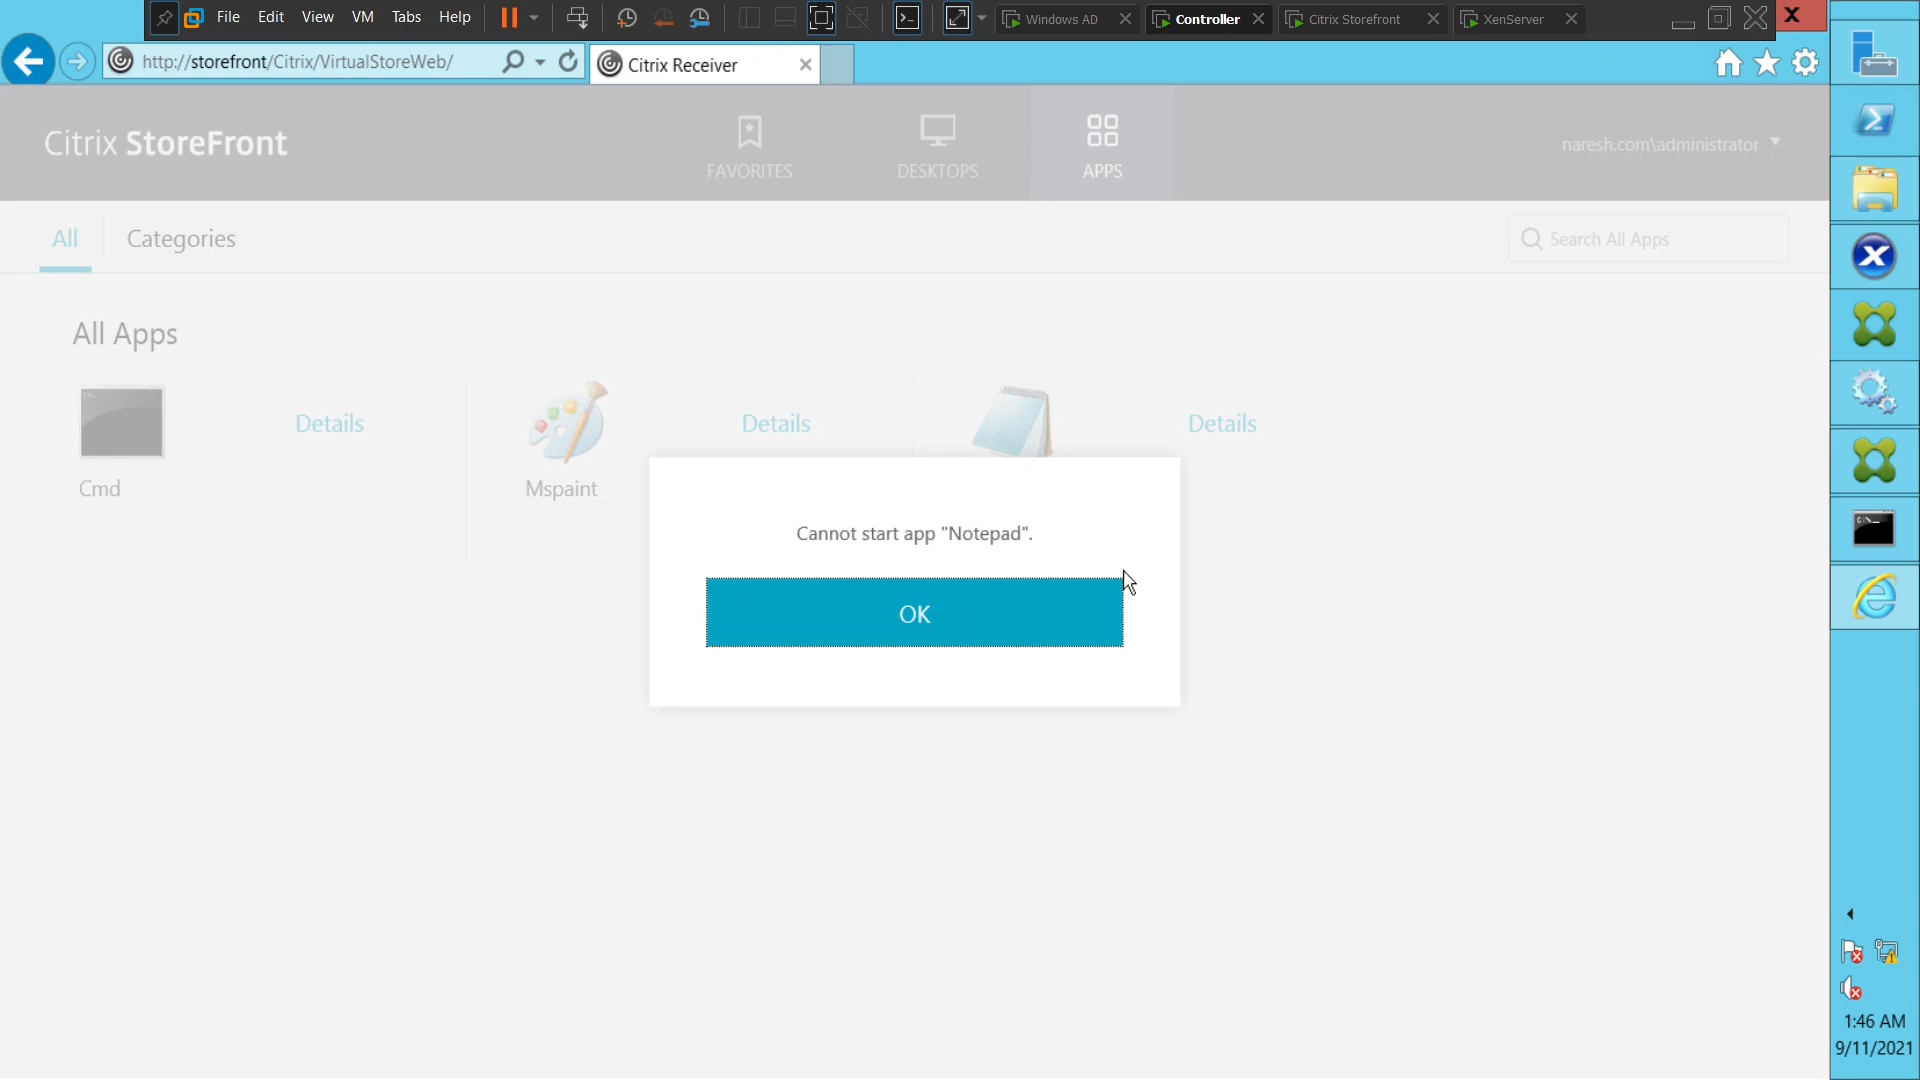 File Edit View VM Tabs Help
Windows AD
Controller
Citrix Storefront
XenServer
http://storefront/Citrix/VirtualStoreWeb/
Citrix Receiver
Citrix StoreFront
FAVORITES
DESKTOPS
APPS
naresh.com\administrator
All
Categories
Search All Apps
All Apps
Details
Details
Details
Cmd
Mspaint
Cannot start app "Notepad".
OK
1:46 AM
9/11/2021